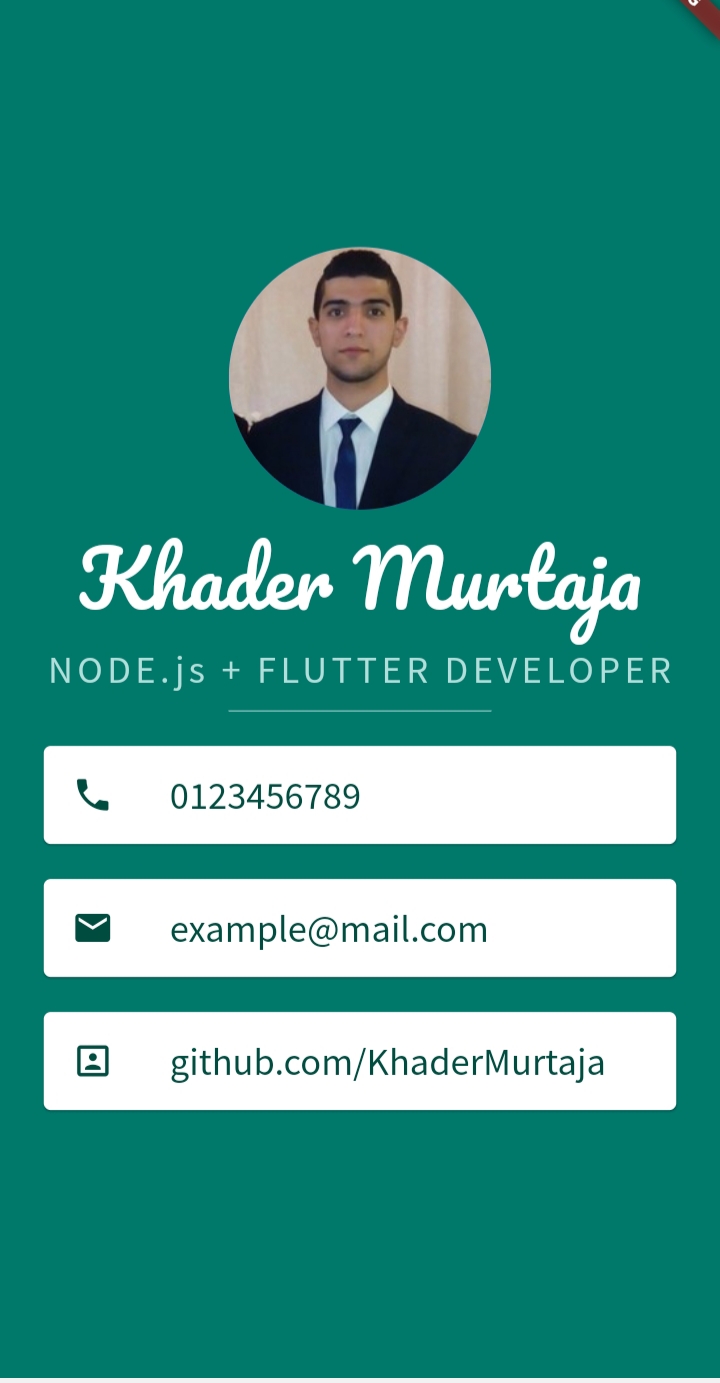 Khader Murtaja
NODE.js + FLUTTER DEVELOPER
0123456789
example@mail.com
github.com/KhaderMurtaja